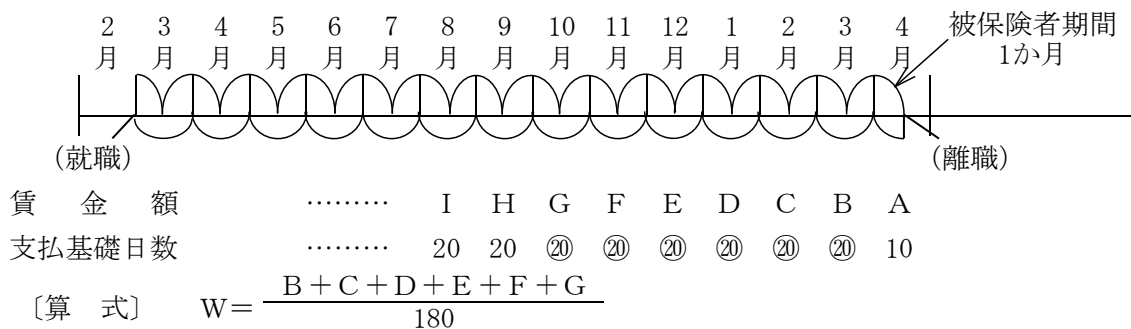 2 3 4 5 6 7 8 9 10 11 12 1 2 3 4 被保険者期間
月 月 月 月 月 月 月 月 月 月 月 月 月 月 月 1か月
(就職) (離職)
賃 金 額 ……… I H G F E D C B A
支払基礎日数 ……… 20 20 ⑳ ⑳ ⑳ ⑳ ⑳ ⑳ 10
B+C+D+E+F+G
〔算 式〕 W=
180